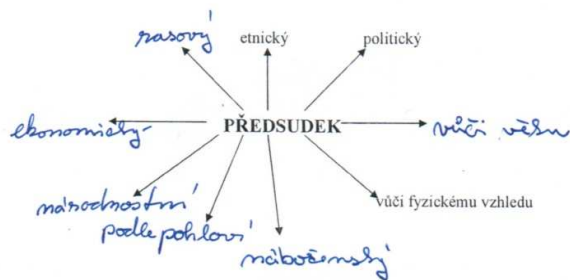 rasový etnický politický
ekonomický PŘEDSUDEK vůči věku
národnostní vůči fyzickému vzhledu
podle pohlaví
náboženský